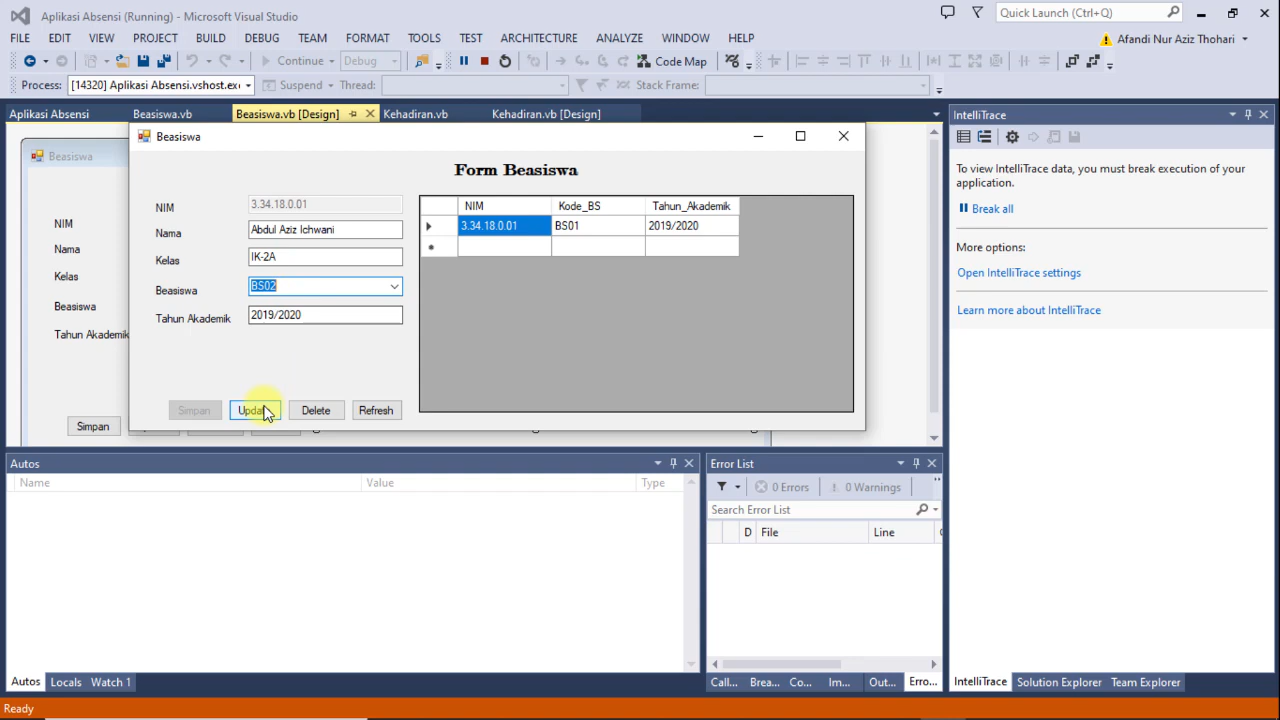 Aplikasi Absensi (Running) - Microsoft Visual Studio
Quick Launch (Ctrl+Q)
FILE EDIT VIEW PROJECT BUILD DEBUG TEAM FORMAT TOOLS TEST ARCHITECTURE ANALYZE WINDOW HELP
Afandi Nur Aziz Thohari
Continue Debug Code Map
Process: [14320] Aplikasi Absensi.vshost.ex Suspend Thread: Stack Frame:
Aplikasi Absensi Beasiswa.vb Beasiswa.vb [Design] Kehadiran.vb Kehadiran.vb [Design]
IntelliTrace
Beasiswa
Beasiswa
To view IntelliTrace data, you must break execution of your
application.
Break all
More options:
Open IntelliTrace settings
Learn more about IntelliTrace
Form Beasiswa
NIM 3.34.18.0.01
Nama Abdul Aziz Ichwani
Kelas IK-2A
Beasiswa BS02
Tahun Akademik 2019/2020
NIM Kode_BS Tahun_Akademik
3.34.18.0.01 BS01 2019/2020
NIM
Nama
Kelas
Beasiswa
Tahun Akademik
Simpan Update Delete Refresh
Simpan
Autos
Name Value Type
Error List
0 Errors 0 Warnings
Search Error List
D File Line
Autos Locals Watch 1
Call... Brea... Co... Im... Out... Erro...
IntelliTrace Solution Explorer Team Explorer
Ready